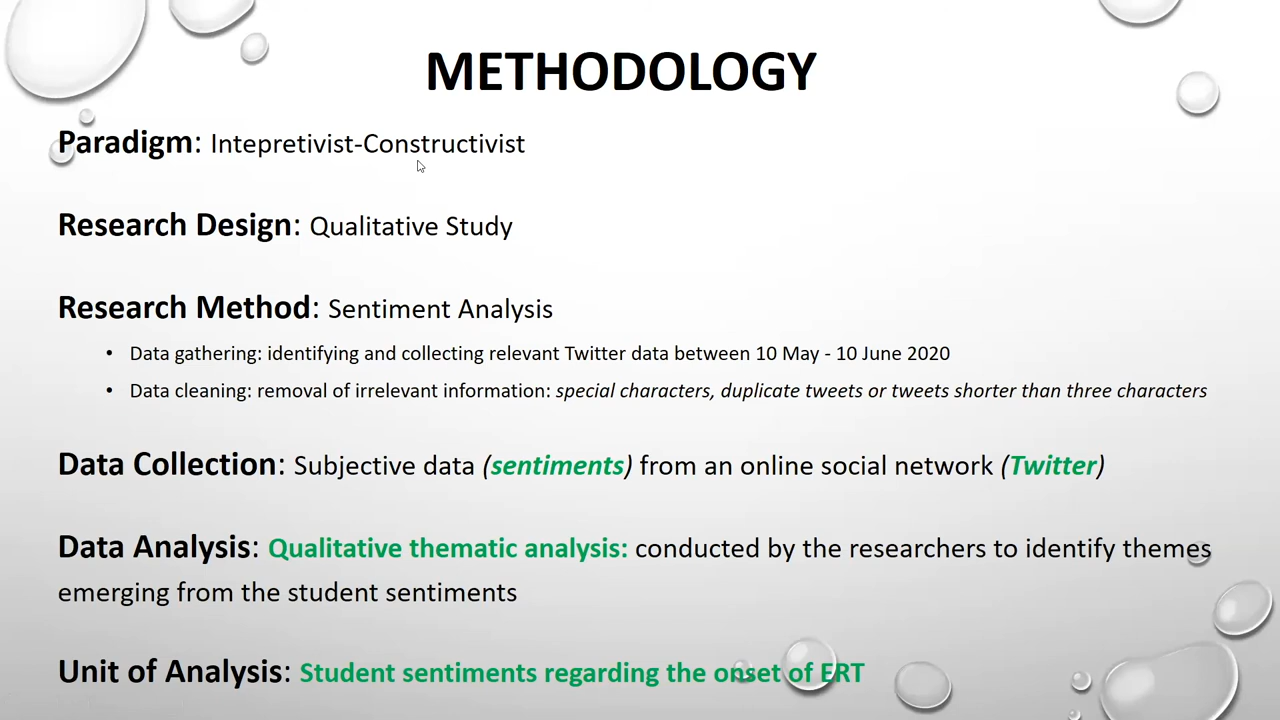 METHODOLOGY
Paradigm: Intepretivist-Constructivist
Research Design: Qualitative Study
Research Method: Sentiment Analysis
• Data gathering: identifying and collecting relevant Twitter data between 10 May - 10 June 2020
• Data cleaning: removal of irrelevant information: special characters, duplicate tweets or tweets shorter than three characters
Data Collection: Subjective data (sentiments) from an online social network (Twitter)
Data Analysis: Qualitative thematic analysis: conducted by the researchers to identify themes
emerging from the student sentiments
Unit of Analysis: Student sentiments regarding the onset of ERT